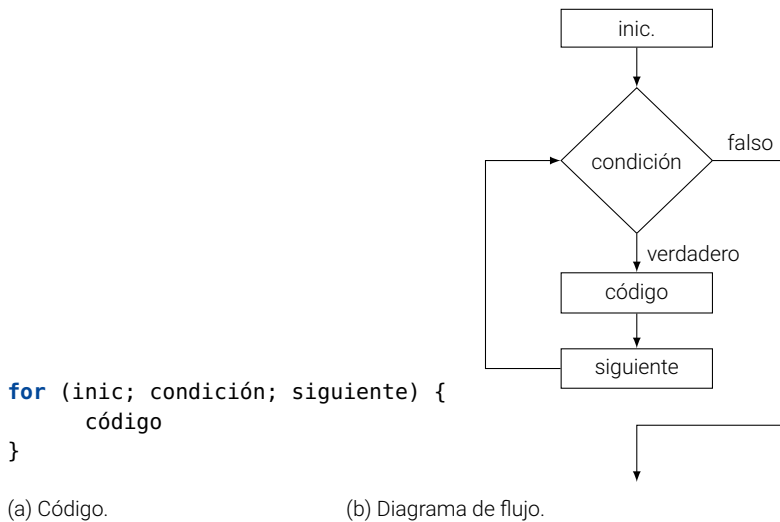 inic.
condición
falso
verdadero
código
siguiente
for (inic; condición; siguiente) {
código
}
(a) Código.
(b) Diagrama de flujo.